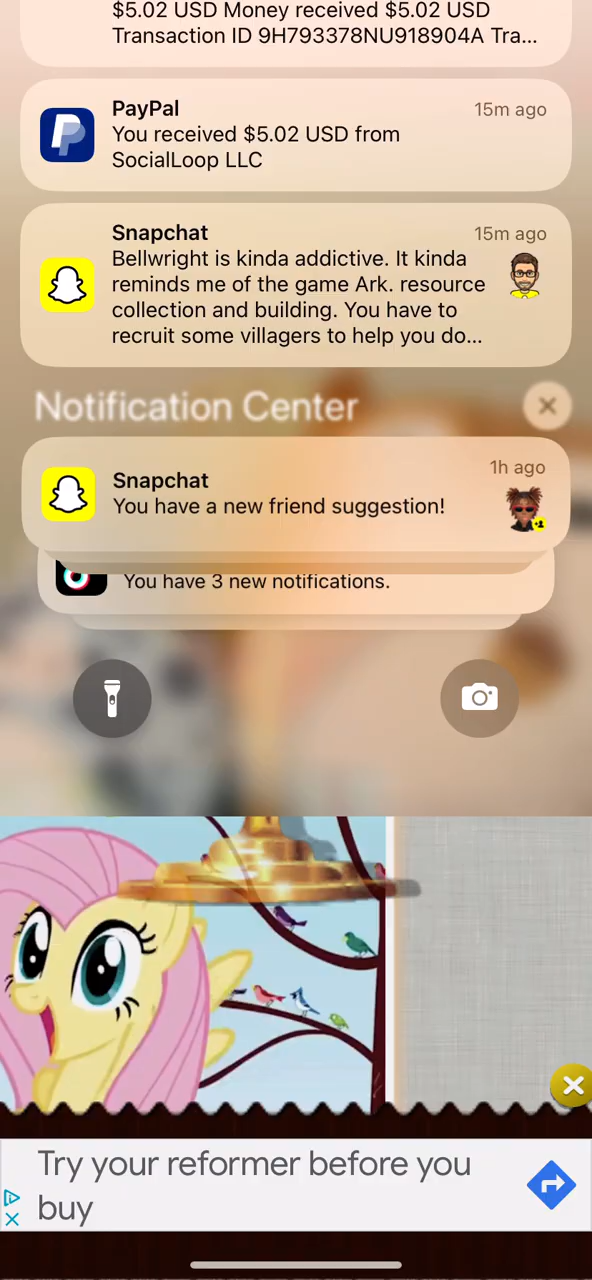 $5.02 USD Money received $5.02 USD
Transaction ID 9H793378NU918904A Tra...
PayPal
15m ago
You received $5.02 USD from
SocialLoop LLC
Snapchat
15m ago
Bellwright is kinda addictive. It kinda
reminds me of the game Ark. resource
collection and building. You have to
recruit some villagers to help you do...
Notification Center
Snapchat
1h ago
You have a new friend suggestion!
You have 3 new notifications.
Try your reformer before you
buy